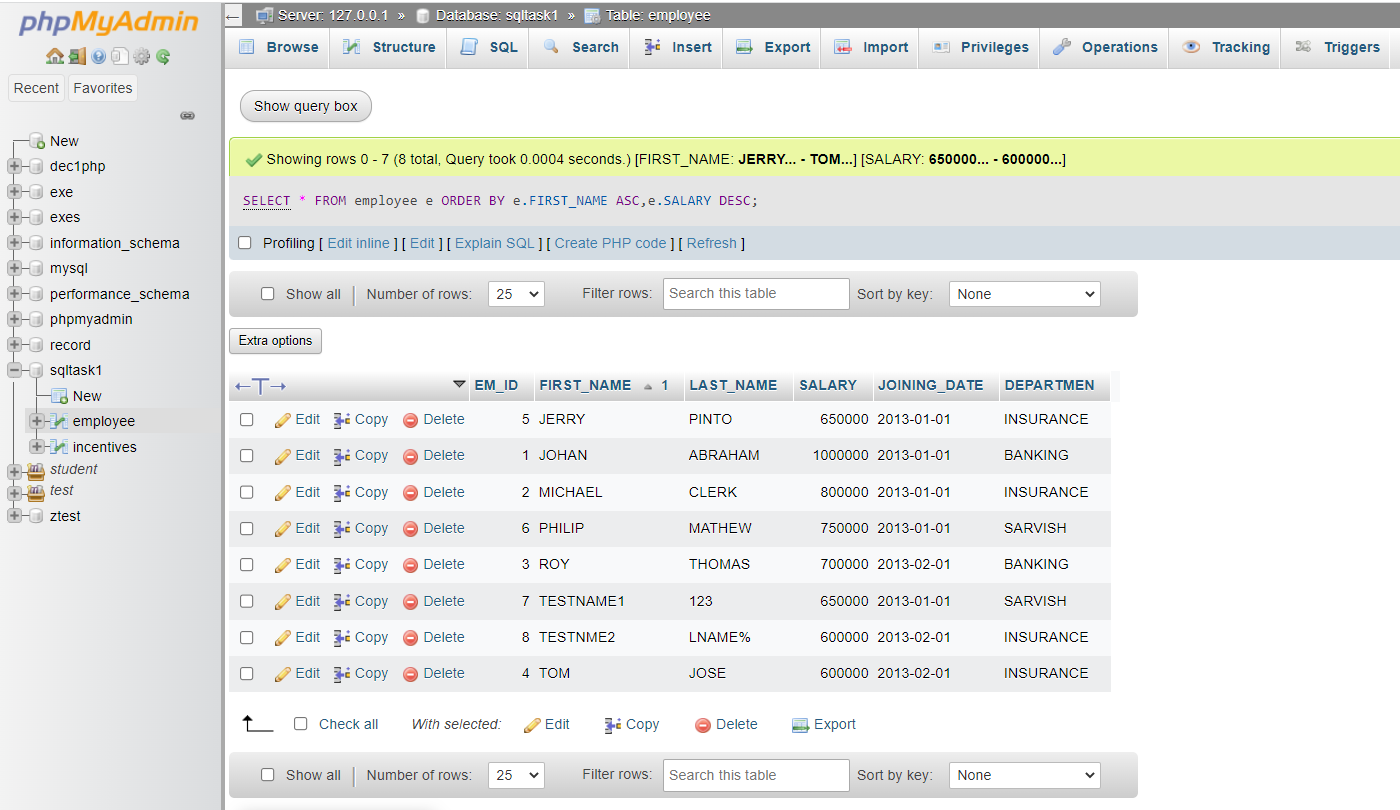 phpMyAdmin
Recent Favorites
New
dec1php
exe
exes
information_schema
mysql
performance_schema
phpmyadmin
record
sqltask1
New
employee
incentives
student
test
ztest
← Server: 127.0.0.1 » Database: sqltask1 » Table: employee
Browse Structure SQL Search Insert Export Import Privileges Operations Tracking Triggers
Show query box
Showing rows 0 - 7 (8 total, Query took 0.0004 seconds.) [FIRST_NAME: JERRY... - TOM...] [SALARY: 650000... - 600000...]
SELECT * FROM employee e ORDER BY e.FIRST_NAME ASC,e.SALARY DESC;
Profiling [ Edit inline ] [ Edit ] [ Explain SQL ] [ Create PHP code ] [ Refresh ]
Show all Number of rows: 25 Filter rows: Search this table Sort by key: None
Extra options
←T→ EM_ID FIRST_NAME 1 LAST_NAME SALARY JOINING_DATE DEPARTMEN
Edit Copy Delete 5 JERRY PINTO 650000 2013-01-01 INSURANCE
Edit Copy Delete 1 JOHAN ABRAHAM 1000000 2013-01-01 BANKING
Edit Copy Delete 2 MICHAEL CLERK 800000 2013-01-01 INSURANCE
Edit Copy Delete 6 PHILIP MATHEW 750000 2013-01-01 SARVISH
Edit Copy Delete 3 ROY THOMAS 700000 2013-02-01 BANKING
Edit Copy Delete 7 TESTNAME1 123 650000 2013-01-01 SARVISH
Edit Copy Delete 8 TESTNME2 LNAME% 600000 2013-02-01 INSURANCE
Edit Copy Delete 4 TOM JOSE 600000 2013-02-01 INSURANCE
Check all With selected: Edit Copy Delete Export
Show all Number of rows: 25 Filter rows: Search this table Sort by key: None